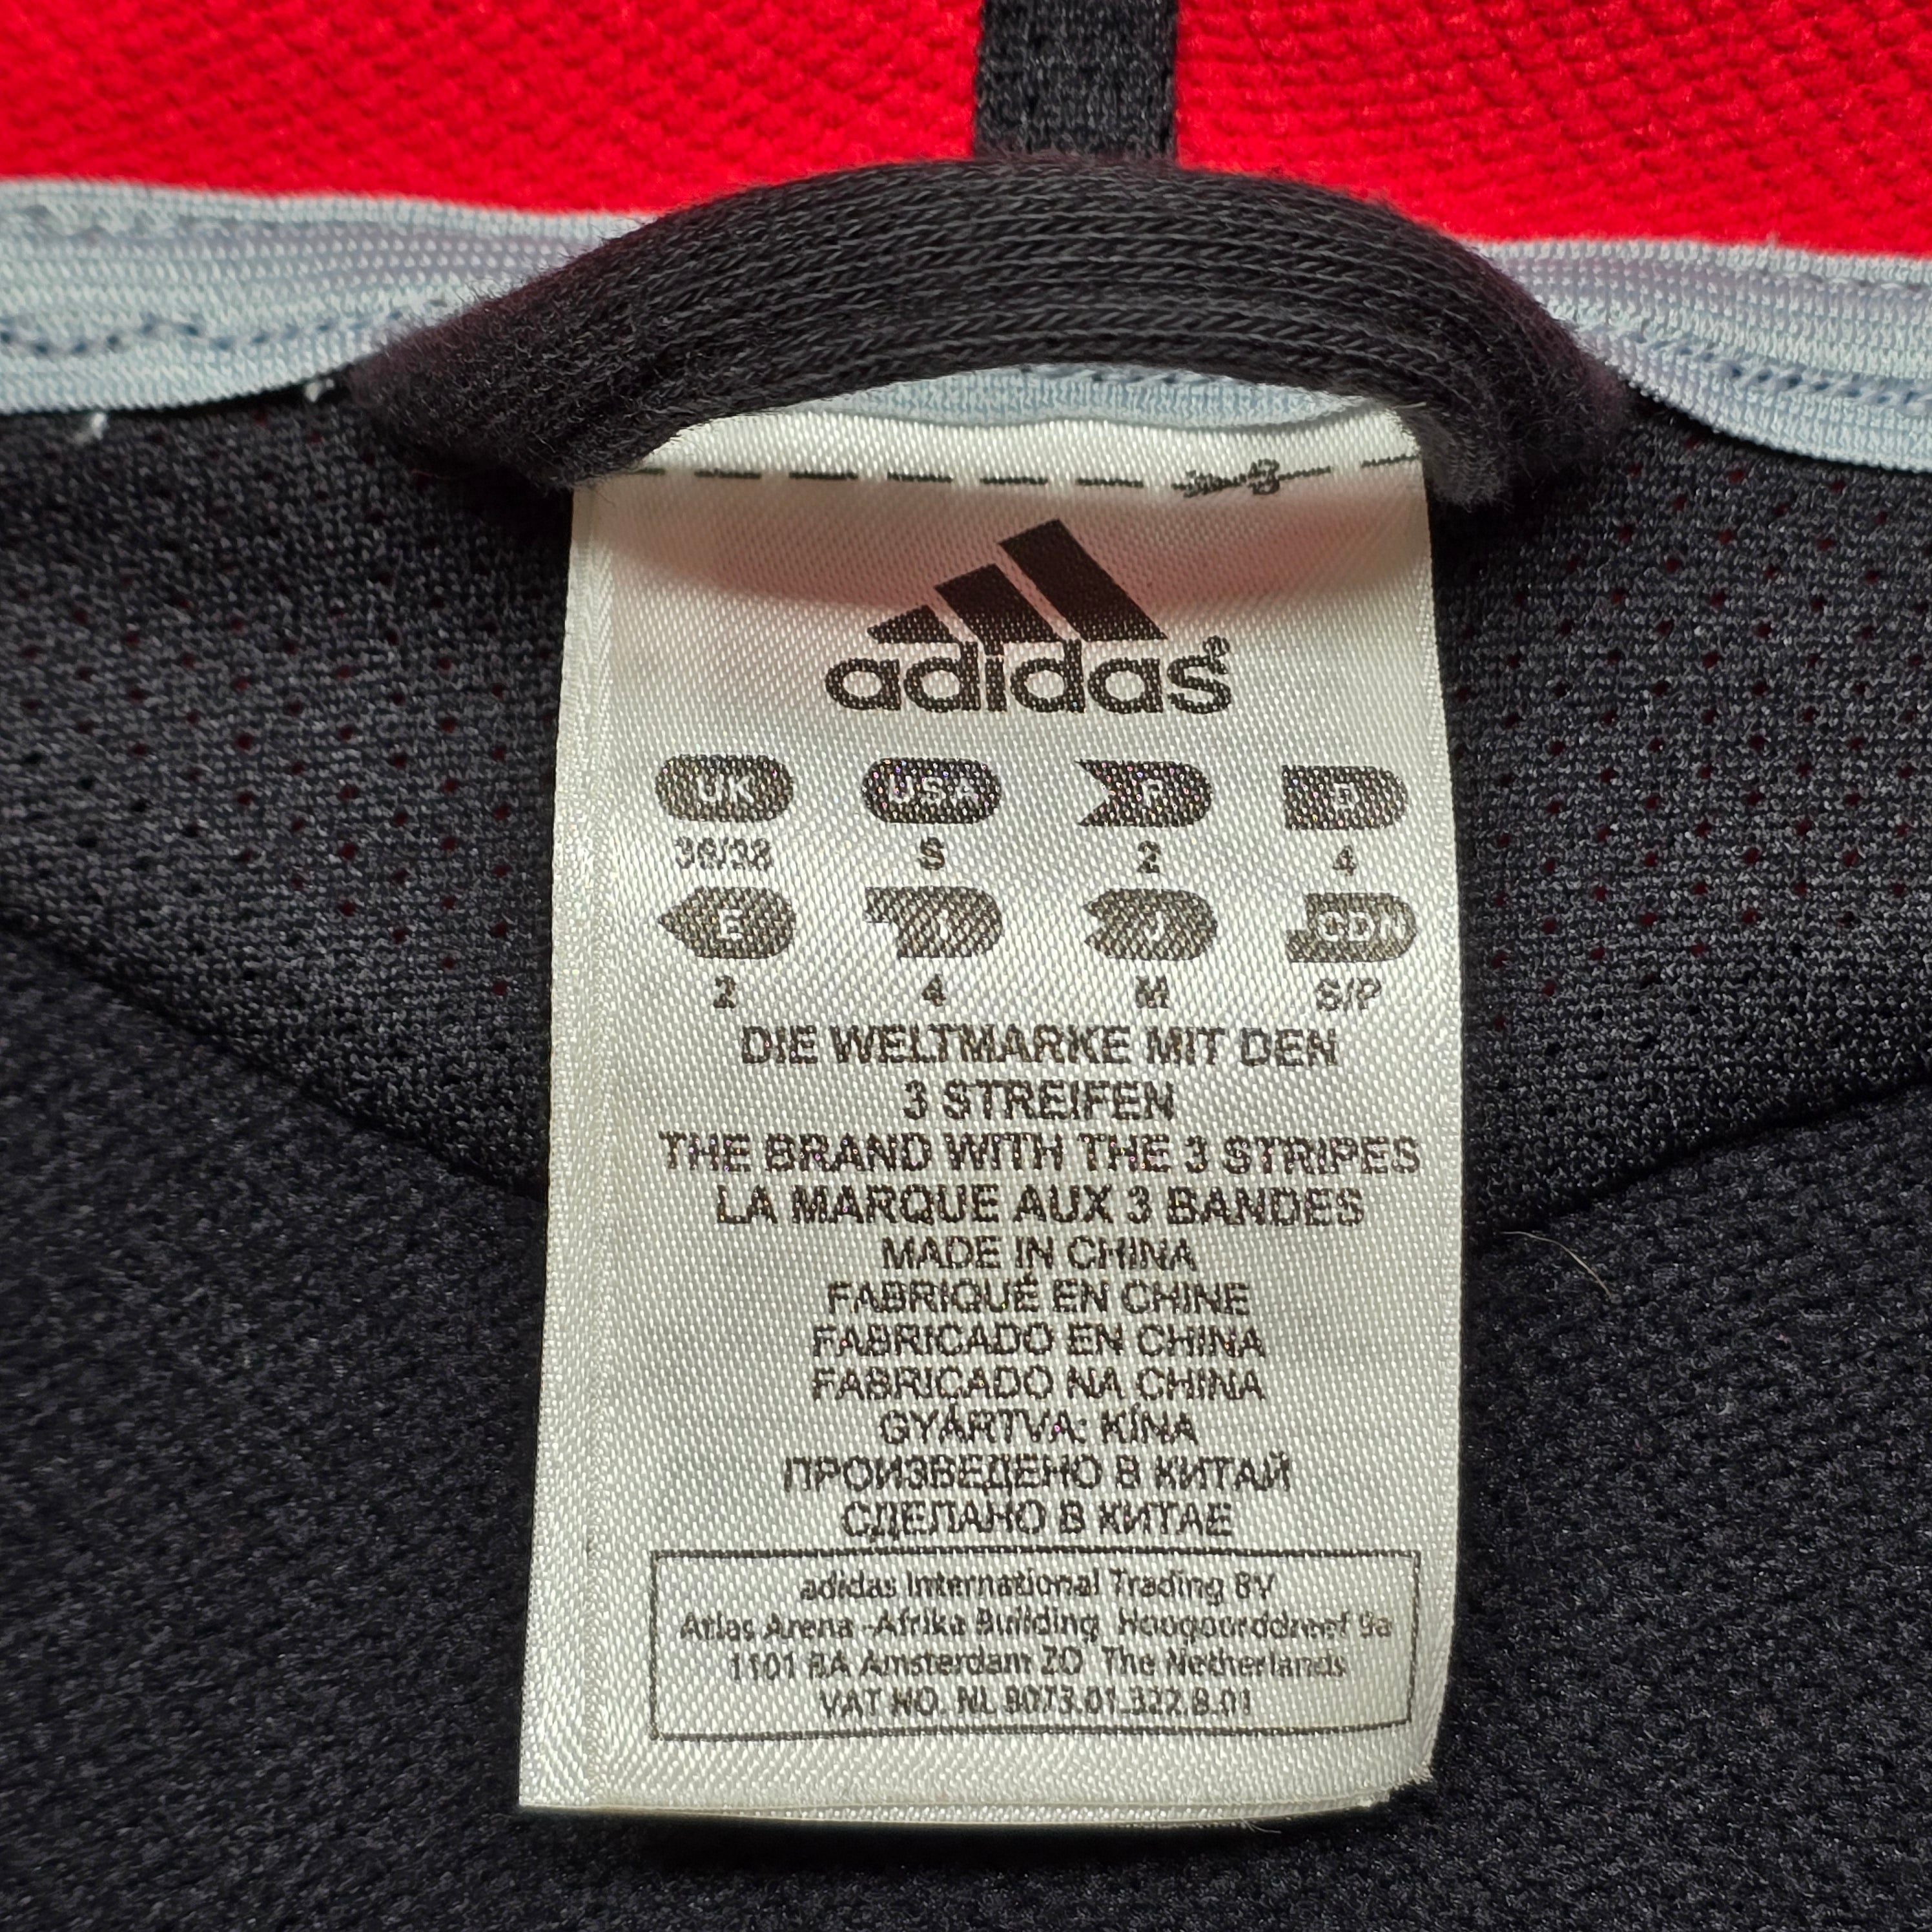 adidas®
UK USA F D
36/38 S 2 4
E I J CDN
2 4 M S/P
DIE WELTMARKE MIT DEN
3 STREIFEN
THE BRAND WITH THE 3 STRIPES
LA MARQUE AUX 3 BANDES
MADE IN CHINA
FABRIQUÉ EN CHINE
FABRICADO EN CHINA
FABRICADO NA CHINA
GYÁRTVA: KÍNA
ПРОИЗВЕДЕНО В КИТАЙ
СДЕЛАНО В КИТАЕ
adidas International Trading BV
Atlas Arena -Afrika Building Hoogoorddreef 9a
1101 BA Amsterdam ZO The Netherlands
VAT NO. NL 8073.01.322.B.01